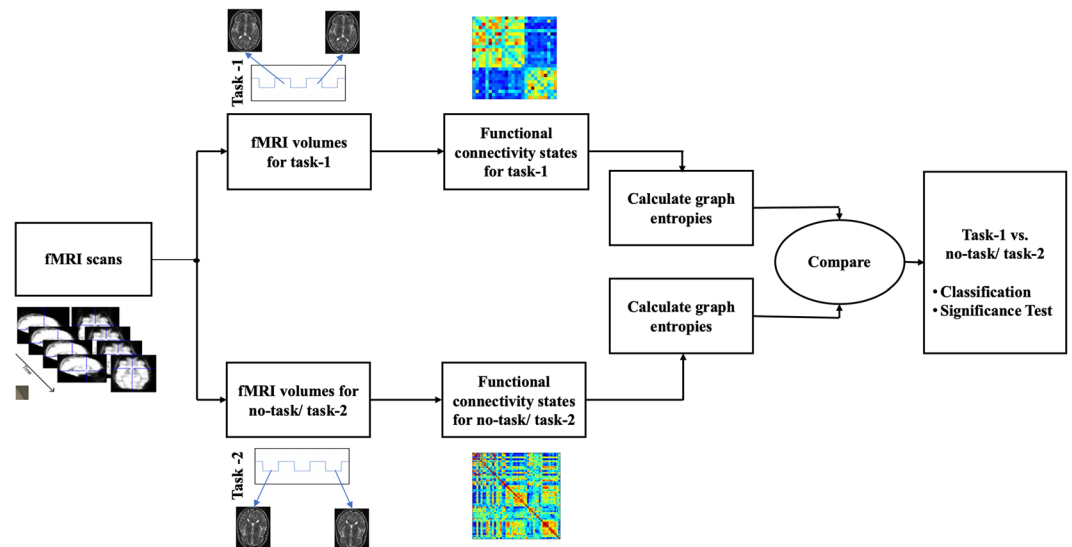 Task -1
fMRI volumes
for task-1
Functional
connectivity states
for task-1
Calculate graph
entropies
fMRI scans
Compare
Task-1 vs.
no-task/ task-2
• Classification
• Significance Test
Calculate graph
entropies
fMRI volumes for
no-task/ task-2
Functional
connectivity states
for no-task/ task-2
Task -2